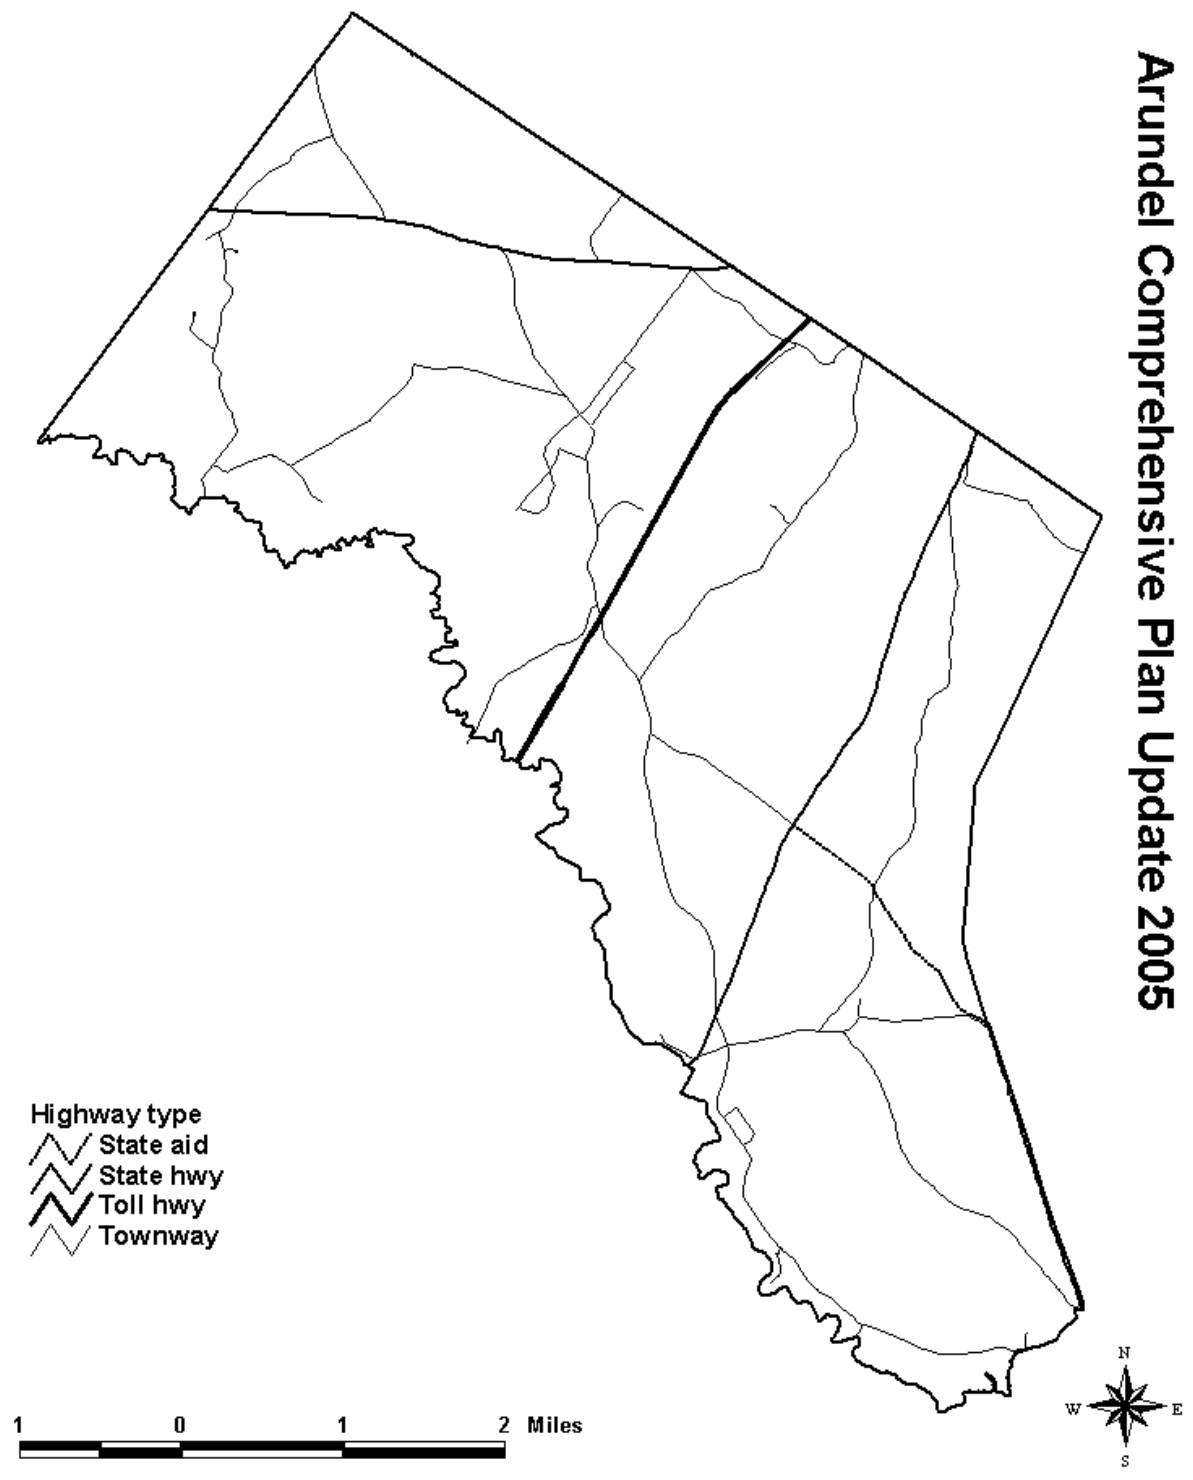 Arundel Comprehensive Plan Update 2005
Highway type
State aid
State hwy
Toll hwy
Townway
1 0 1 2 Miles
N
W E
S